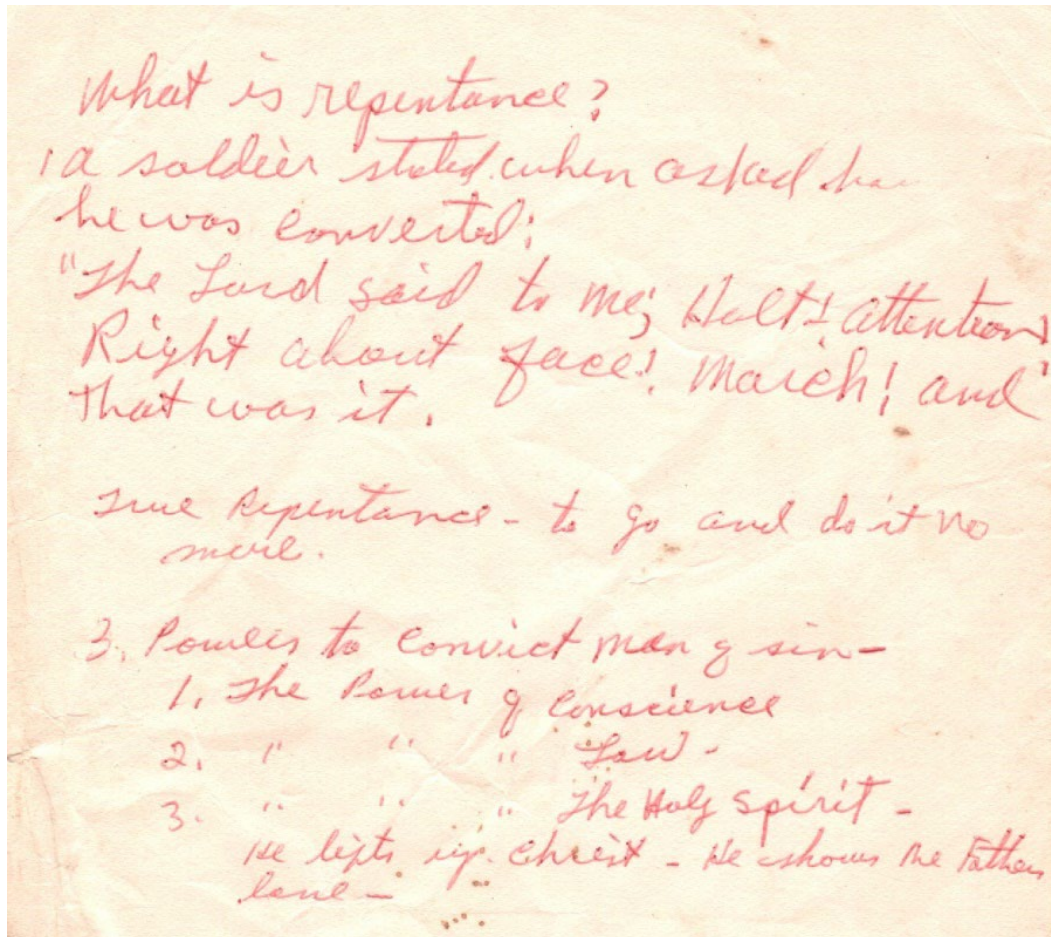 What is repentance?
a soldier stated when asked how
he was converted;
"The Lord said to me; Halt! attention!
Right about face! March! and
that was it.
True Repentance - to go and do it no
more.
3. Powers to convict man of sin -
1. The Power of Conscience
2. " " " Law -
3. " " " The Holy Spirit -
He lifts up Christ - He shows the Fathers
love -